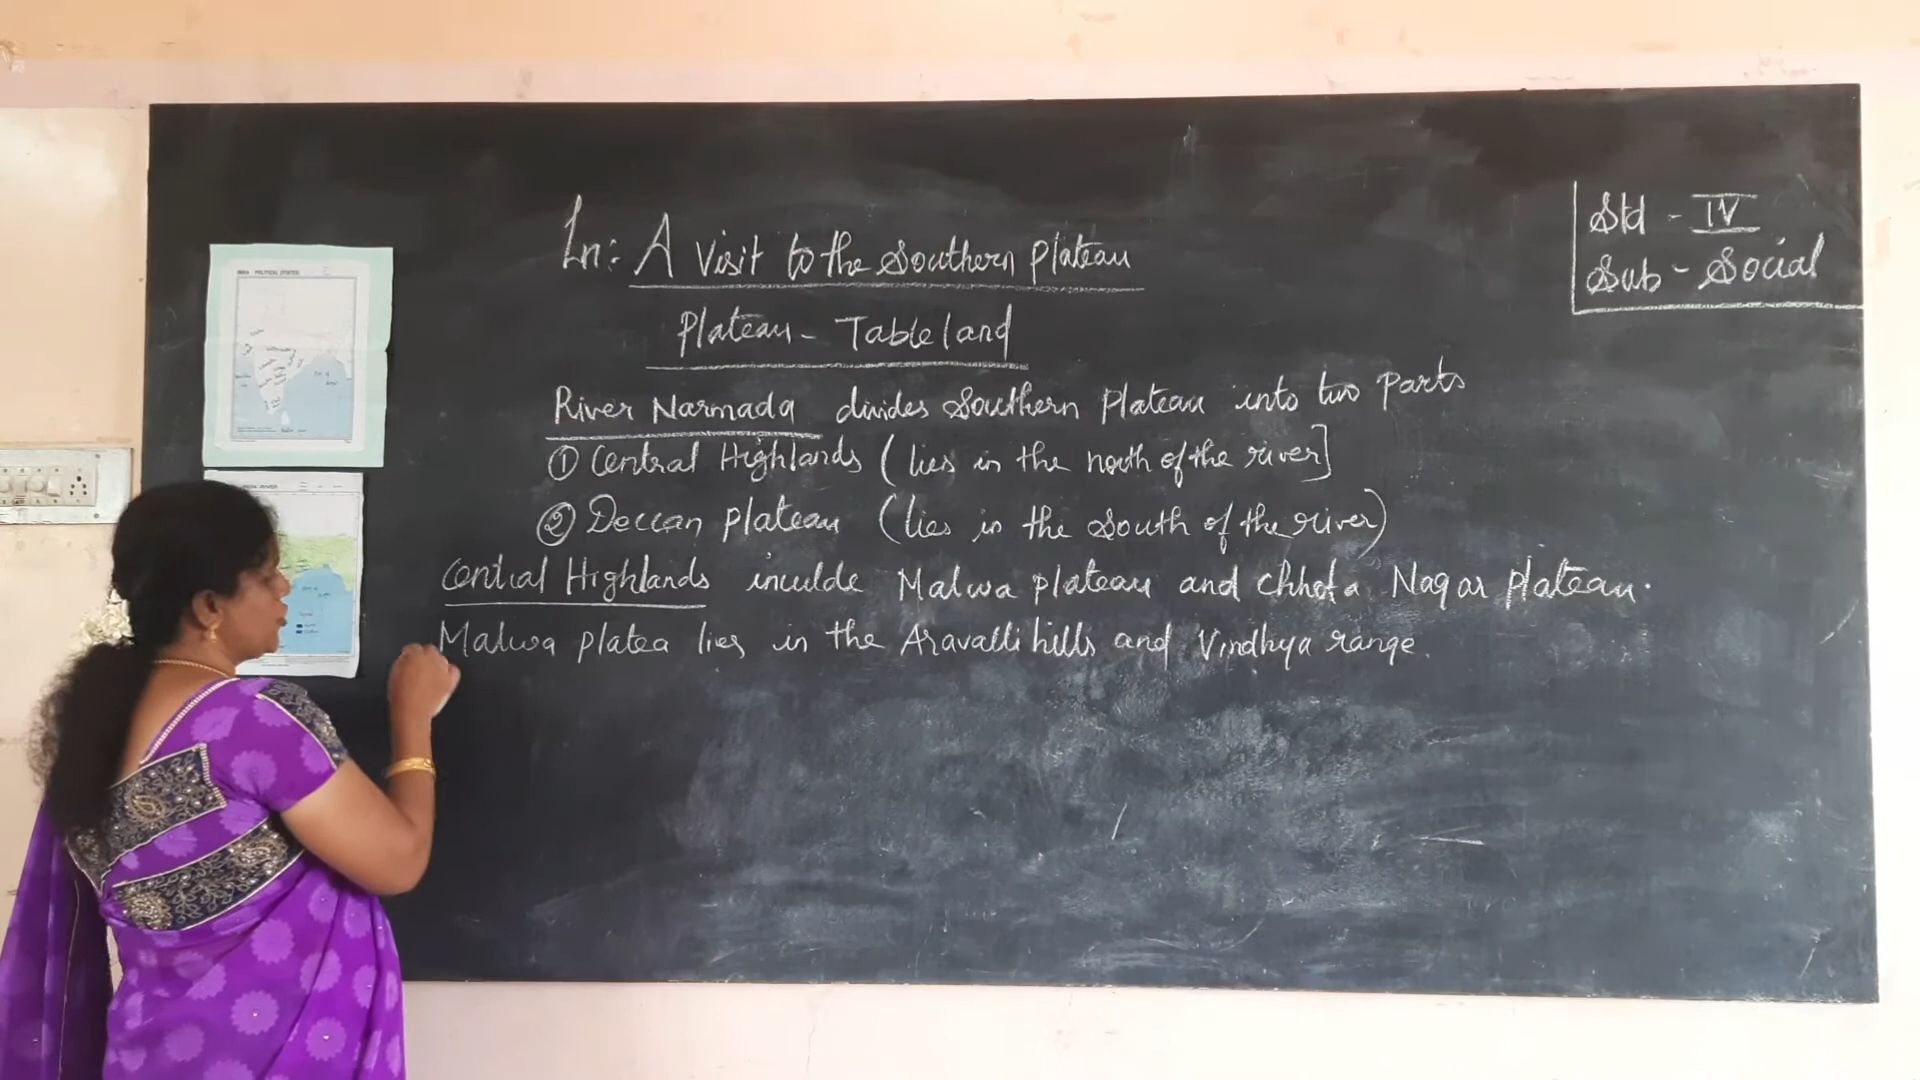 Ln: A Visit to the Southern plateau
Std - IV
Sub - Social
plateau - Tableland
River Narmada divides Southern plateau into two parts
① Central Highlands ( lies in the north of the river]
② Deccan plateau (lies in the South of the river)
Central Highlands inculde Malwa plateau and chhota Nagar plateau.
Malwa platea lies in the Aravalli hills and Vindhya range.
INDIA POLITICAL (STATES)